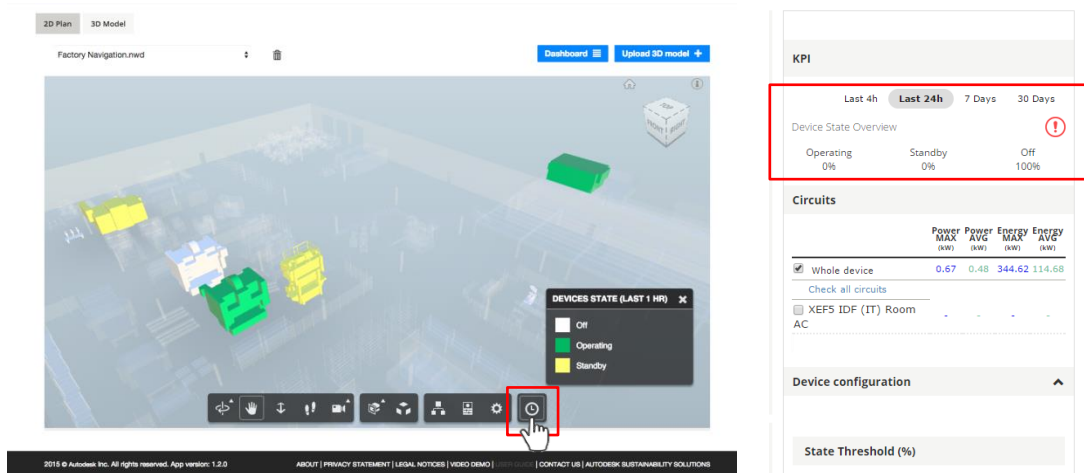 2D Plan 3D Model
Factory Navigation.nwd
Dashboard Upload 3D model +
TOP
FRONT RIGHT
DEVICES STATE (LAST 1 HR)
Off
Operating
Standby
2015 © Autodesk Inc. All rights reserved. App version: 1.2.0 ABOUT | PRIVACY STATEMENT | LEGAL NOTICES | VIDEO DEMO | USER GUIDE | CONTACT US | AUTODESK SUSTAINABILITY SOLUTIONS
KPI
Last 4h Last 24h 7 Days 30 Days
Device State Overview
Operating Standby Off
0% 0% 100%
Circuits
Power Power Energy Energy
MAX AVG MAX AVG
(kW) (kW) (kW) (kW)
Whole device 0.67 0.48 344.62 114.68
Check all circuits
XEF5 IDF (IT) Room - - - -
AC
Device configuration
State Threshold (%)